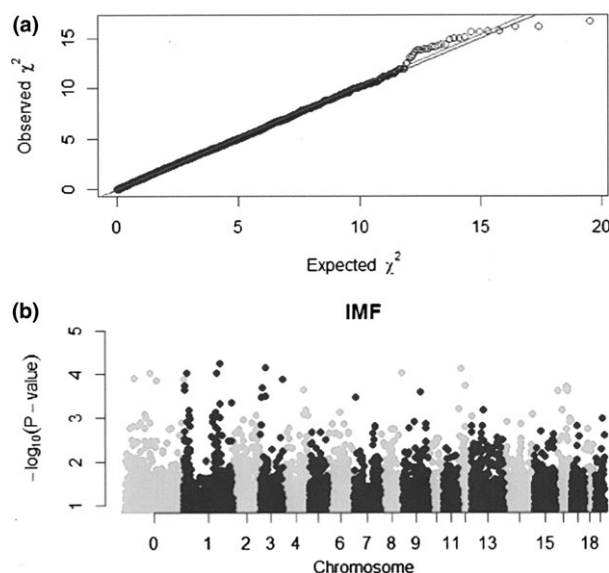 (a)
Observed χ²
15
10
5
0
0 5 10 15 20
Expected χ²
(b)
IMF
−log₁₀(P − value)
5
4
3
2
1
0 1 2 3 4 6 7 8 9 11 13 15 18
Chromosome